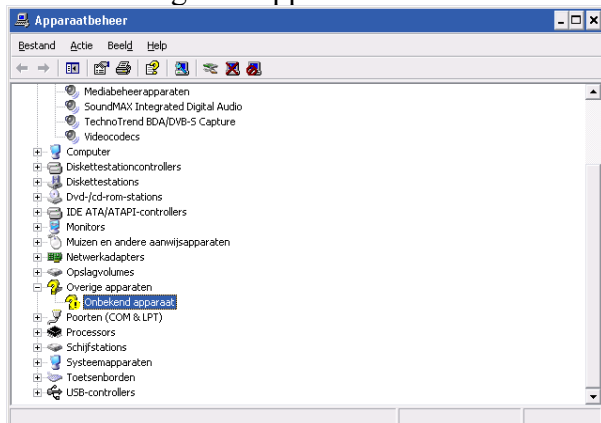 Apparaatbeheer
Bestand Actie Beeld Help
Mediabeheerapparaten
SoundMAX Integrated Digital Audio
TechnoTrend BDA/DVB-S Capture
Videocodecs
Computer
Diskettestationcontrollers
Diskettestations
Dvd-/cd-rom-stations
IDE ATA/ATAPI-controllers
Monitors
Muizen en andere aanwijsapparaten
Netwerkadapters
Opslagvolumes
Overige apparaten
Onbekend apparaat
Poorten (COM & LPT)
Processors
Schijfstations
Systeemapparaten
Toetsenborden
USB-controllers